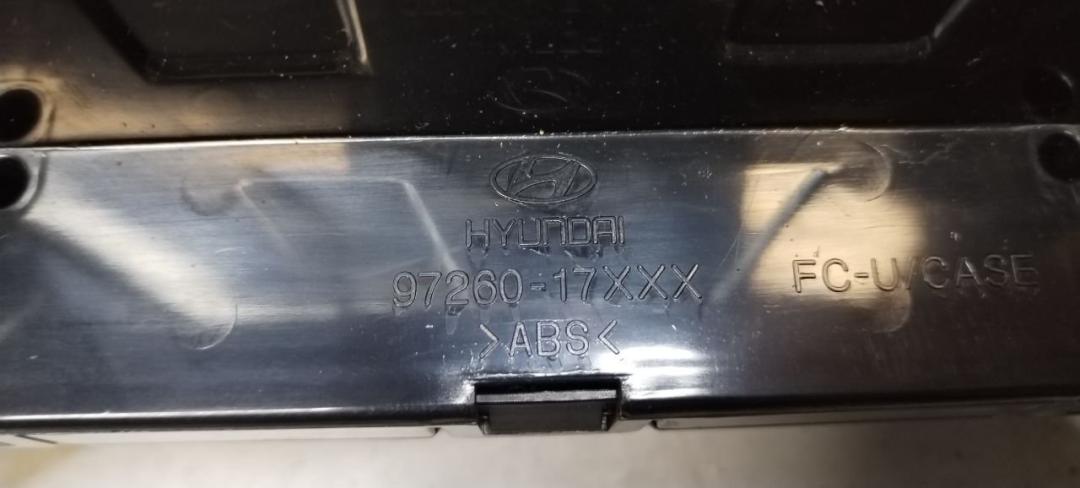 HYUNDAI
97260-17XXX
FC-U/CASE
>ABS<